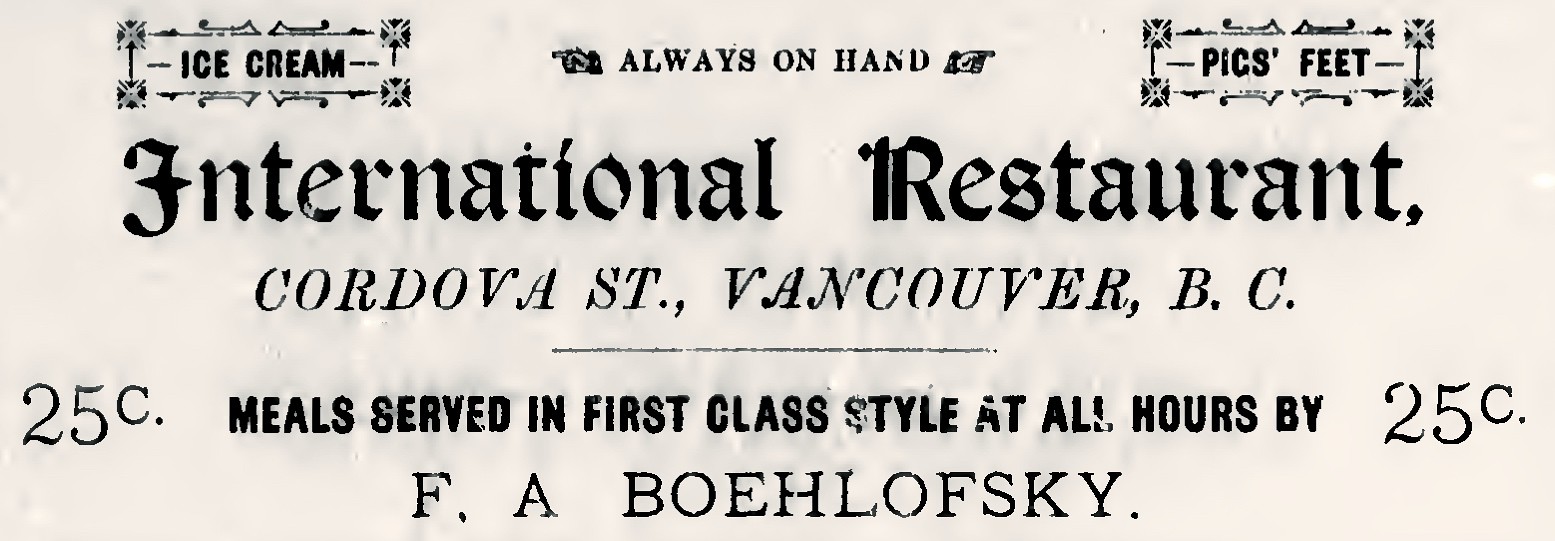 ICE CREAM ALWAYS ON HAND PIGS' FEET
International Restaurant,
CORDOVA ST., VANCOUVER, B. C.
25C. MEALS SERVED IN FIRST CLASS STYLE AT ALL HOURS BY 25C.
F. A BOEHLOFSKY.